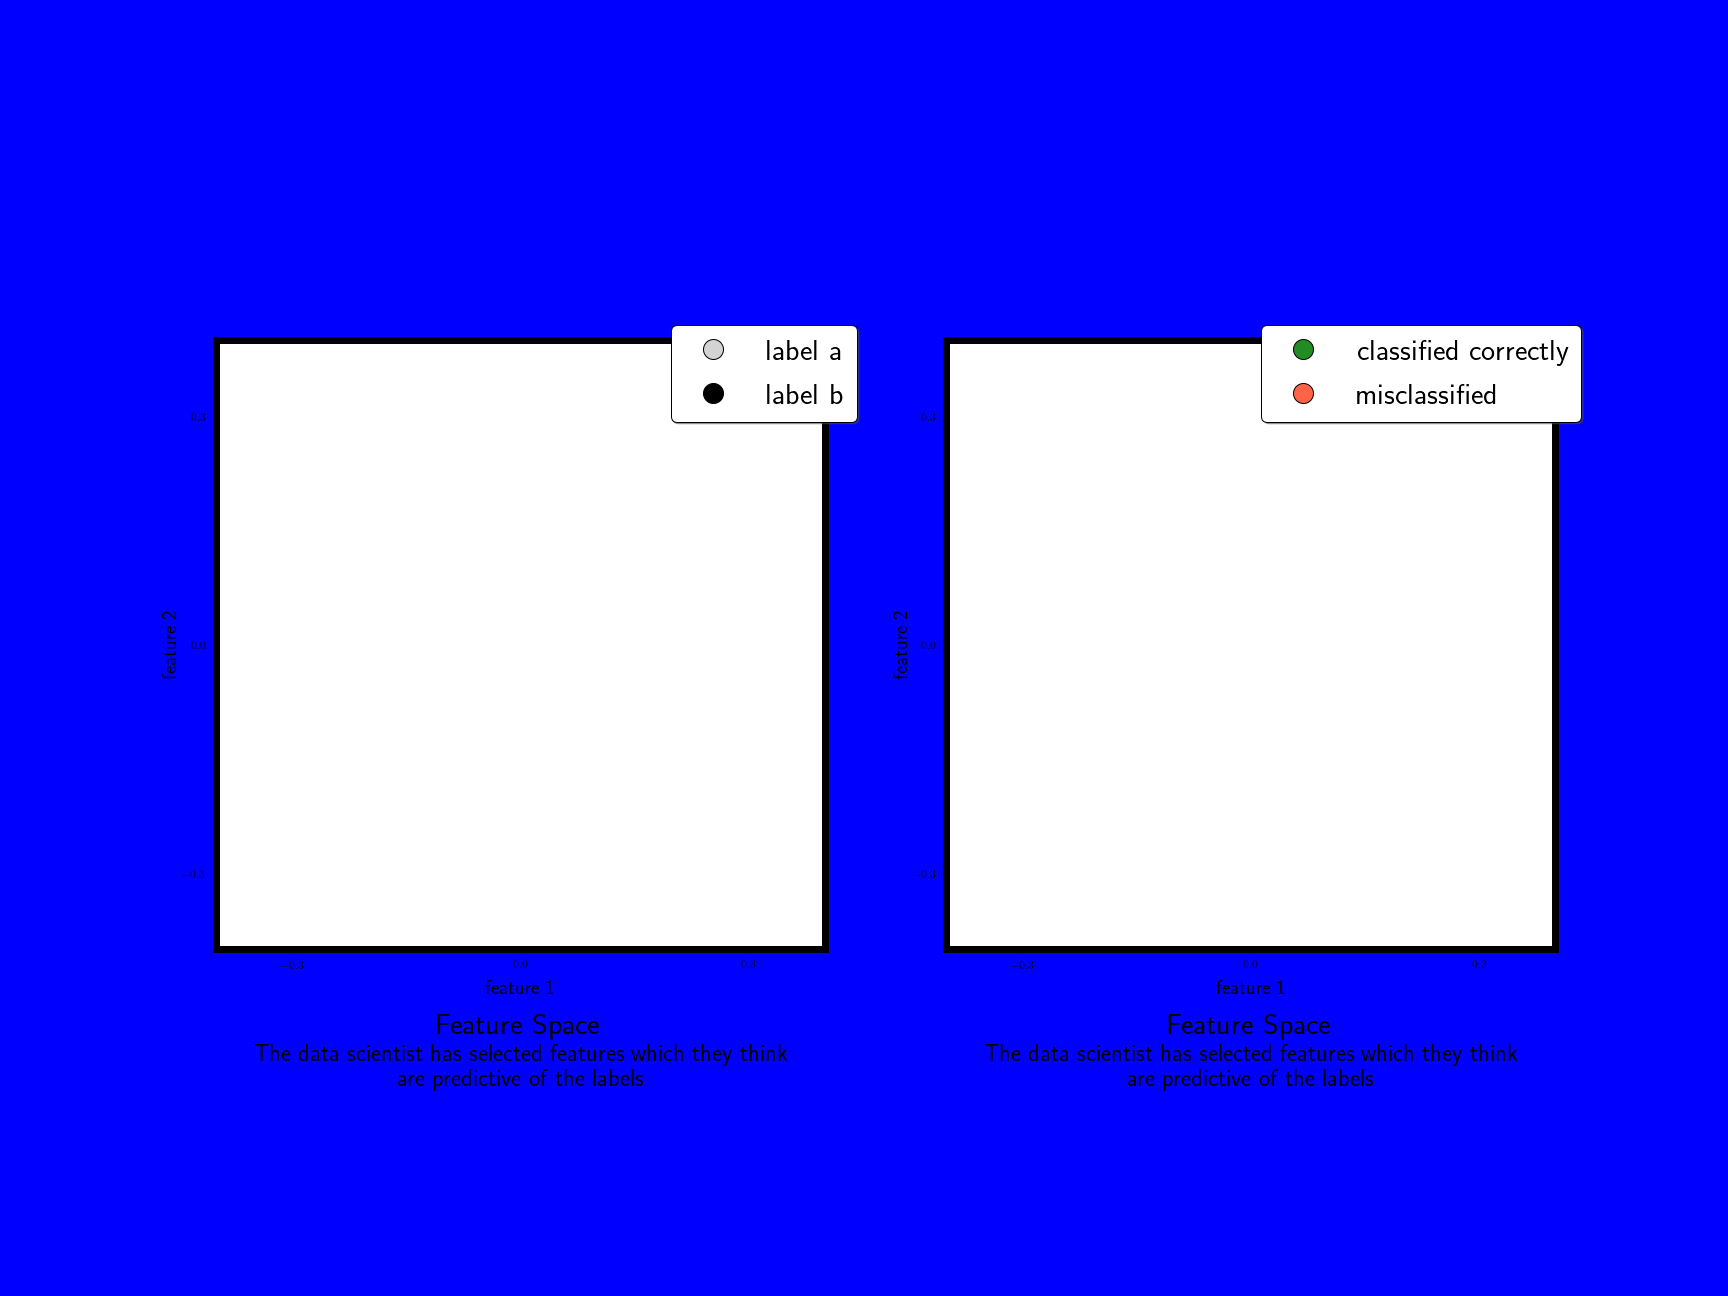 label a
label b
0.3
feature 2
0.0
-0.3
-0.3
0.0
0.3
feature 1
Feature Space
The data scientist has selected features which they think
are predictive of the labels
classified correctly
misclassified
0.3
feature 2
0.0
-0.3
-0.3
0.0
0.3
feature 1
Feature Space
The data scientist has selected features which they think
are predictive of the labels